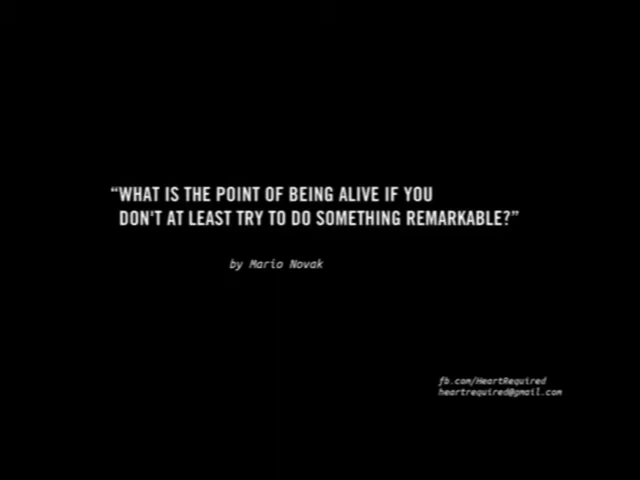 “WHAT IS THE POINT OF BEING ALIVE IF YOU
DON'T AT LEAST TRY TO DO SOMETHING REMARKABLE?”
by Mario Novak
fb.com/HeartRequired
heartrequired@gmail.com